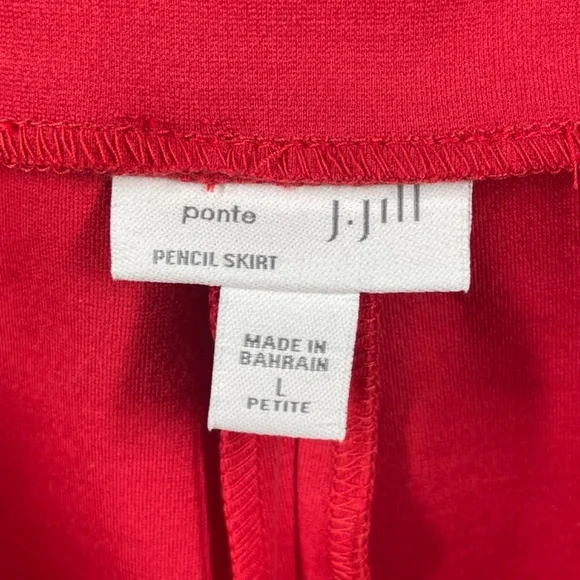 ponte J.Jill
PENCIL SKIRT
MADE IN
BAHRAIN
L
PETITE